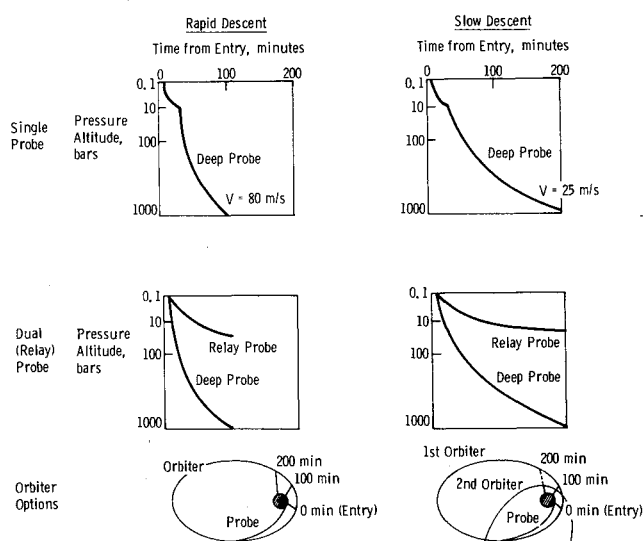 Rapid Descent
Slow Descent
Time from Entry, minutes
Time from Entry, minutes
0 100 200
0 100 200
Single
Probe
Pressure
Altitude,
bars
0.1
10
100
1000
Deep Probe
V = 80 m/s
0.1
10
100
1000
Deep Probe
V = 25 m/s
Dual
(Relay)
Probe
Pressure
Altitude,
bars
0.1
10
100
1000
Relay Probe
Deep Probe
0.1
10
100
1000
Relay Probe
Deep Probe
Orbiter
Options
Orbiter
200 min
100 min
0 min (Entry)
Probe
1st Orbiter
200 min
100 min
2nd Orbiter
0 min (Entry)
Probe